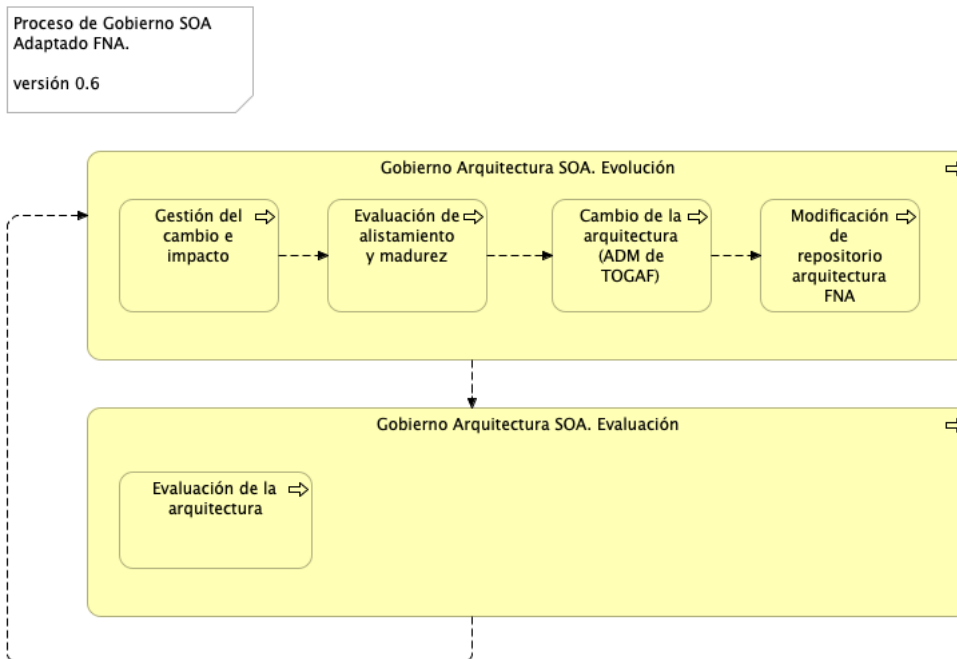 Proceso de Gobierno SOA
Adaptado FNA.
versión 0.6
Gobierno Arquitectura SOA. Evolución
Gestión del
cambio e
impacto
Evaluación de
alistamiento
y madurez
Cambio de la
arquitectura
(ADM de
TOGAF)
Modificación
de
repositorio
arquitectura
FNA
Gobierno Arquitectura SOA. Evaluación
Evaluación de la
arquitectura